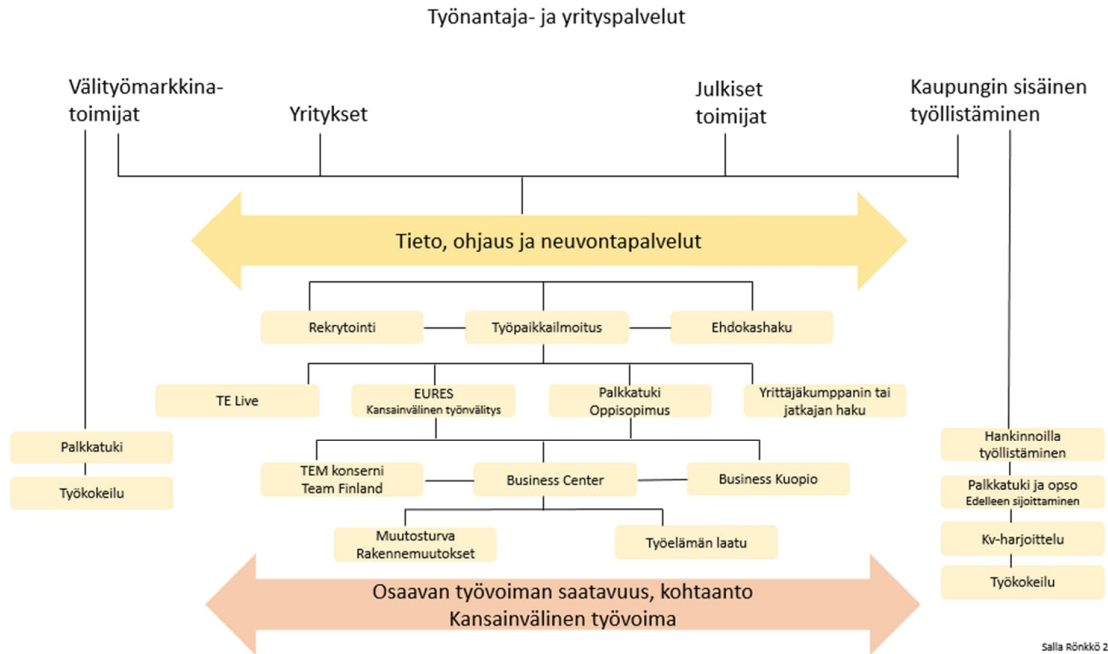 Työnantaja- ja yrityspalvelut
Välityömarkkina-
toimijat
Yritykset
Julkiset
toimijat
Kaupungin sisäinen
työllistäminen
Tieto, ohjaus ja neuvontapalvelut
Rekrytointi
Työpaikkailmoitus
Ehdokashaku
TE Live
EURES
Kansainvälinen työnvälitys
Palkkatuki
Oppisopimus
Yrittäjäkumppanin tai
jatkajan haku
Palkkatuki
Työkokeilu
TEM konserni
Team Finland
Business Center
Business Kuopio
Muutosturva
Rakennemuutokset
Työelämän laatu
Hankinnoilla
työllistäminen
Palkkatuki ja opso
Edelleen sijoittaminen
Kv-harjoittelu
Työkokeilu
Osaavan työvoiman saatavuus, kohtaanto
Kansainvälinen työvoima
Salla Rönkkö 2